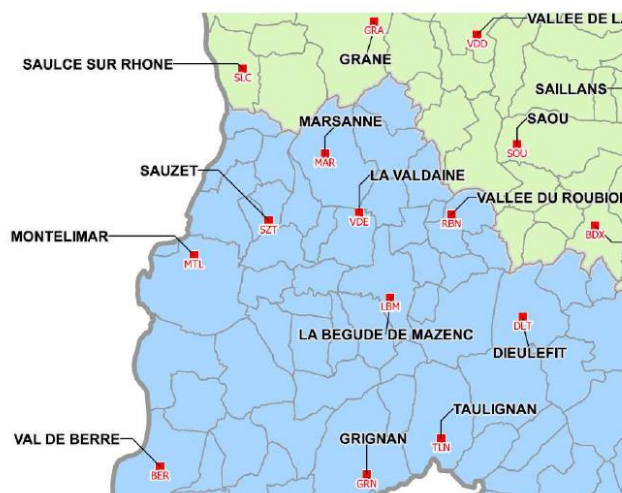 VALLEE DE LA
GRA
VDD
GRANE
SAULCE SUR RHONE
SLC
SAILLANS
MARSANNE
SAOU
MAR
SOU
SAUZET
LA VALDAINE
VALLEE DU ROUBION
SZT
VDE
RBN
BDX
MONTELIMAR
MTL
LBM
DLT
LA BEGUDE DE MAZENC
DIEULEFIT
TAULIGNAN
VAL DE BERRE
GRIGNAN
TLN
BER
GRN